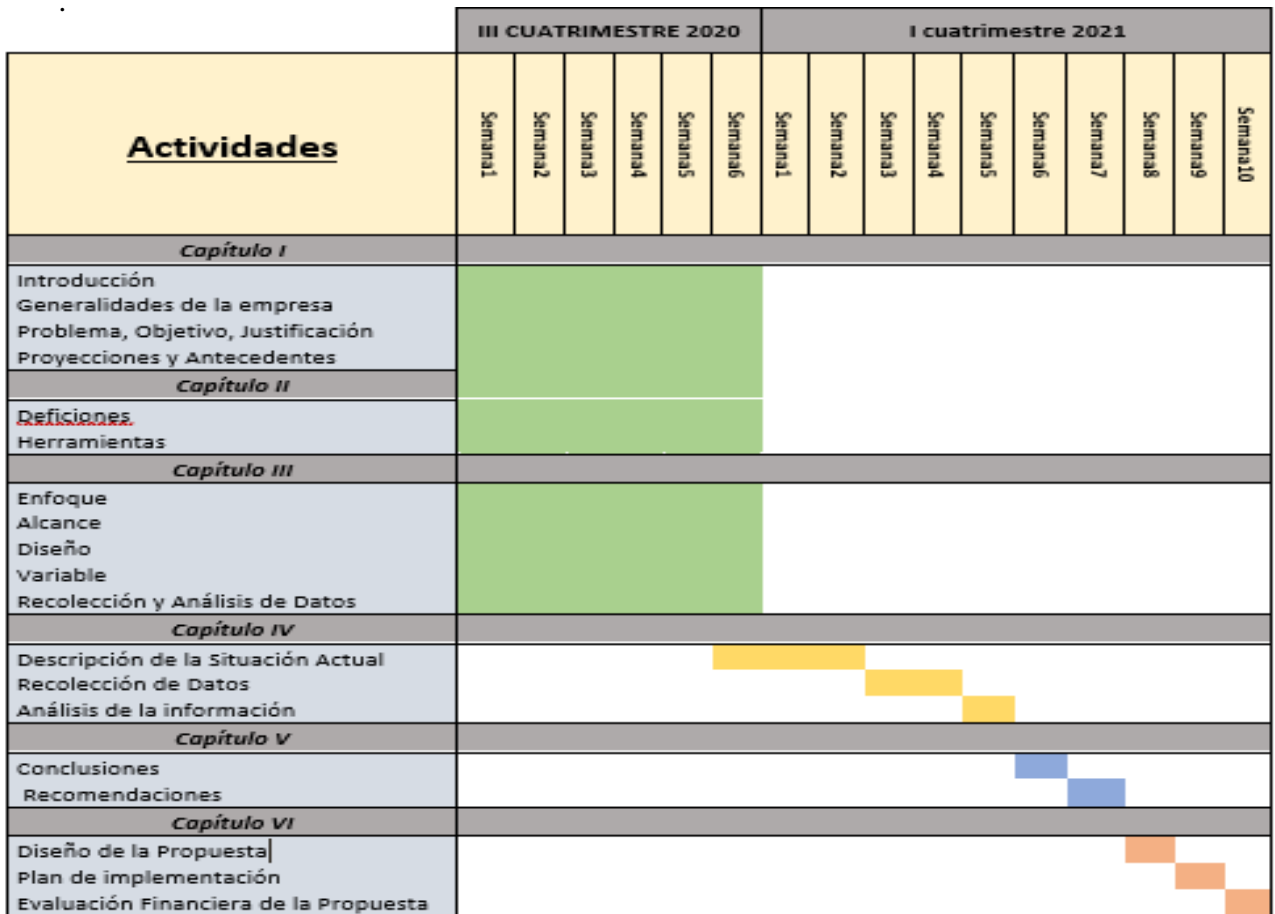 .
III CUATRIMESTRE 2020
I cuatrimestre 2021
Actividades
Semana1
Semana2
Semana3
Semana4
Semana5
Semana6
Semana1
Semana2
Semana3
Semana4
Semana5
Semana6
Semana7
Semana8
Semana9
Semana10
Capítulo I
Introducción
Generalidades de la empresa
Problema, Objetivo, Justificación
Proyecciones y Antecedentes
Capítulo II
Deficiones
Herramientas
Capítulo III
Enfoque
Alcance
Diseño
Variable
Recolección y Análisis de Datos
Capítulo IV
Descripción de la Situación Actual
Recolección de Datos
Análisis de la información
Capítulo V
Conclusiones
Recomendaciones
Capítulo VI
Diseño de la Propuesta
Plan de implementación
Evaluación Financiera de la Propuesta